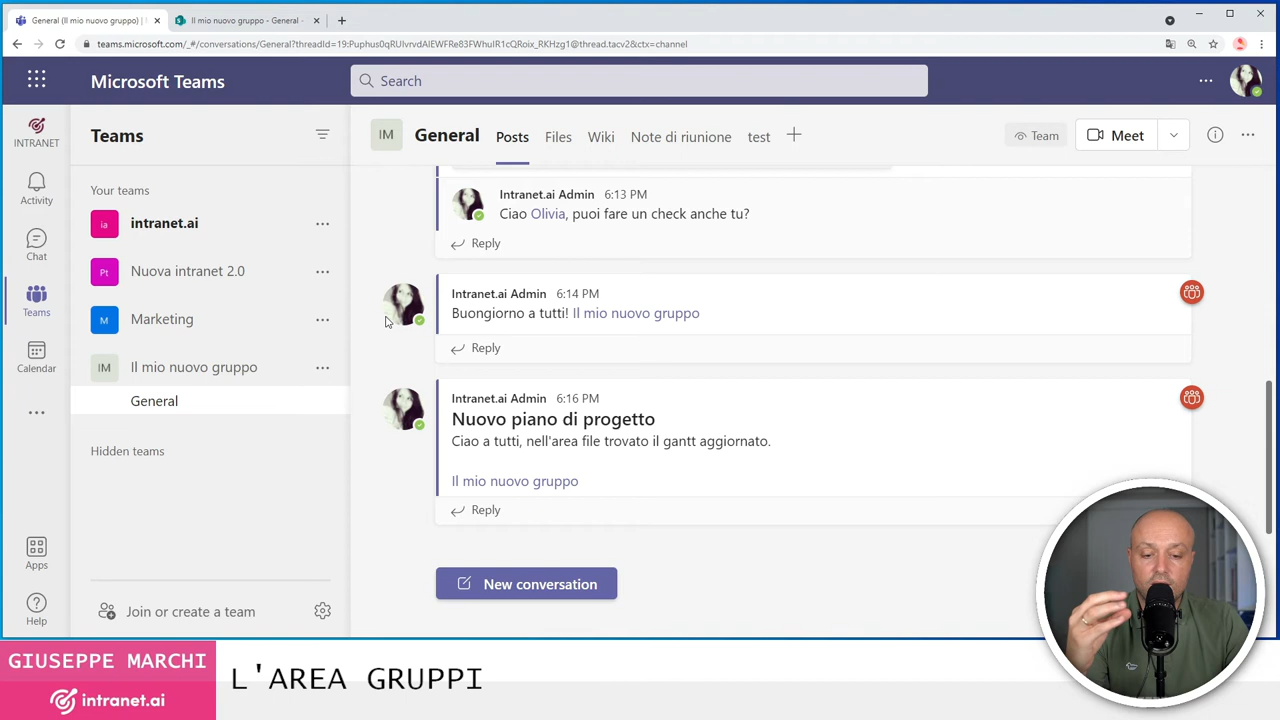 General (Il mio nuovo gruppo) |
Il mio nuovo gruppo - General -
teams.microsoft.com/_#/conversations/General?threadId=19:Puphus0qRUIvrvdAIEWFRe83FWhuIR1cQRoix_RKHzg1@thread.tacv2&ctx=channel
Microsoft Teams
Search
INTRANET
Activity
Chat
Teams
Calendar
Apps
Help
Teams
Your teams
ia
intranet.ai
Pt
Nuova intranet 2.0
M
Marketing
IM
Il mio nuovo gruppo
General
Hidden teams
Join or create a team
IM
General
Posts
Files
Wiki
Note di riunione
test
Team
Meet
Intranet.ai Admin 6:13 PM
Ciao Olivia, puoi fare un check anche tu?
Reply
Intranet.ai Admin 6:14 PM
Buongiorno a tutti! Il mio nuovo gruppo
Reply
Intranet.ai Admin 6:16 PM
Nuovo piano di progetto
Ciao a tutti, nell'area file trovato il gantt aggiornato.
Il mio nuovo gruppo
Reply
New conversation
GIUSEPPE MARCHI
intranet.ai
L'AREA GRUPPI